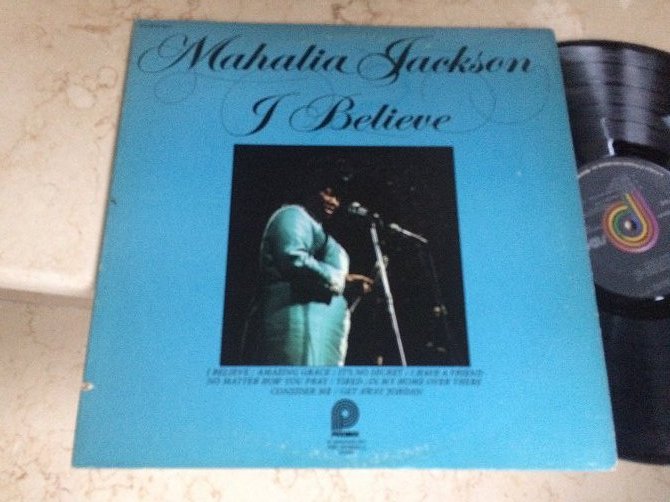 Mahalia Jackson
I Believe
I BELIEVE / AMAZING GRACE / IT'S NO SECRET / I HAVE A FRIEND
NO MATTER HOW YOU PRAY / TIRED / IN MY HOME OVER THERE
CONSIDER ME / GET AWAY JORDAN
P
PICKWICK